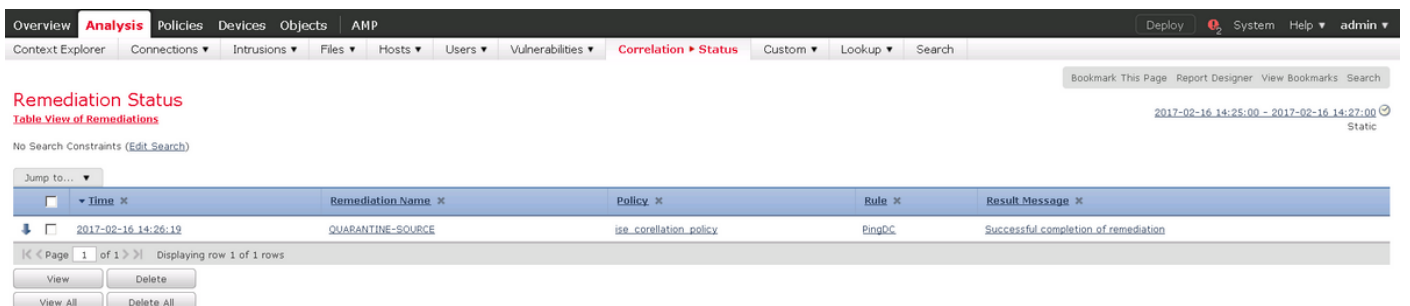 Overview Analysis Policies Devices Objects AMP Deploy 2 System Help ▾ admin ▾
Context Explorer Connections ▾ Intrusions ▾ Files ▾ Hosts ▾ Users ▾ Vulnerabilities ▾ Correlation ▸ Status Custom ▾ Lookup ▾ Search
Bookmark This Page Report Designer View Bookmarks Search
Remediation Status
Table View of Remediations
2017-02-16 14:25:00 - 2017-02-16 14:27:00
Static
No Search Constraints (Edit Search)
Jump to... ▼
▾ Time × Remediation Name × Policy × Rule × Result Message ×
2017-02-16 14:26:19 QUARANTINE-SOURCE ise_corellation_policy PingDC Successful completion of remediation
|< < Page 1 of 1 > >| Displaying row 1 of 1 rows
View Delete
View All Delete All